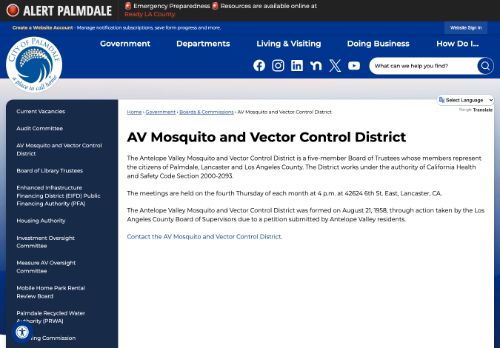 ALERT PALMDALE
🚨 Emergency Preparedness 🚨 Resources are available online at
Ready LA County.
Create a Website Account - Manage notification subscriptions, save form progress and more.
Website Sign In
CITY OF PALMDALE
a place to call home
Government
Departments
Living & Visiting
Doing Business
How Do I...
What can we help you find?
Select Language
Google Translate
Current Vacancies
Audit Committee
AV Mosquito and Vector Control
District
Board of Library Trustees
Enhanced Infrastructure
Financing District (EIFD) Public
Financing Authority (PFA)
Housing Authority
Investment Oversight
Committee
Measure AV Oversight
Committee
Mobile Home Park Rental
Review Board
Palmdale Recycled Water
Authority (PRWA)
Commission
Home › Government › Boards & Commissions › AV Mosquito and Vector Control District
AV Mosquito and Vector Control District
The Antelope Valley Mosquito and Vector Control District is a five-member Board of Trustees whose members represent
the citizens of Palmdale, Lancaster and Los Angeles County. The District works under the authority of California Health
and Safety Code Section 2000-2093.
The meetings are held on the fourth Thursday of each month at 4 p.m. at 42624 6th St. East, Lancaster, CA.
The Antelope Valley Mosquito and Vector Control District was formed on August 21, 1958, through action taken by the Los
Angeles County Board of Supervisors due to a petition submitted by Antelope Valley residents.
Contact the AV Mosquito and Vector Control District.